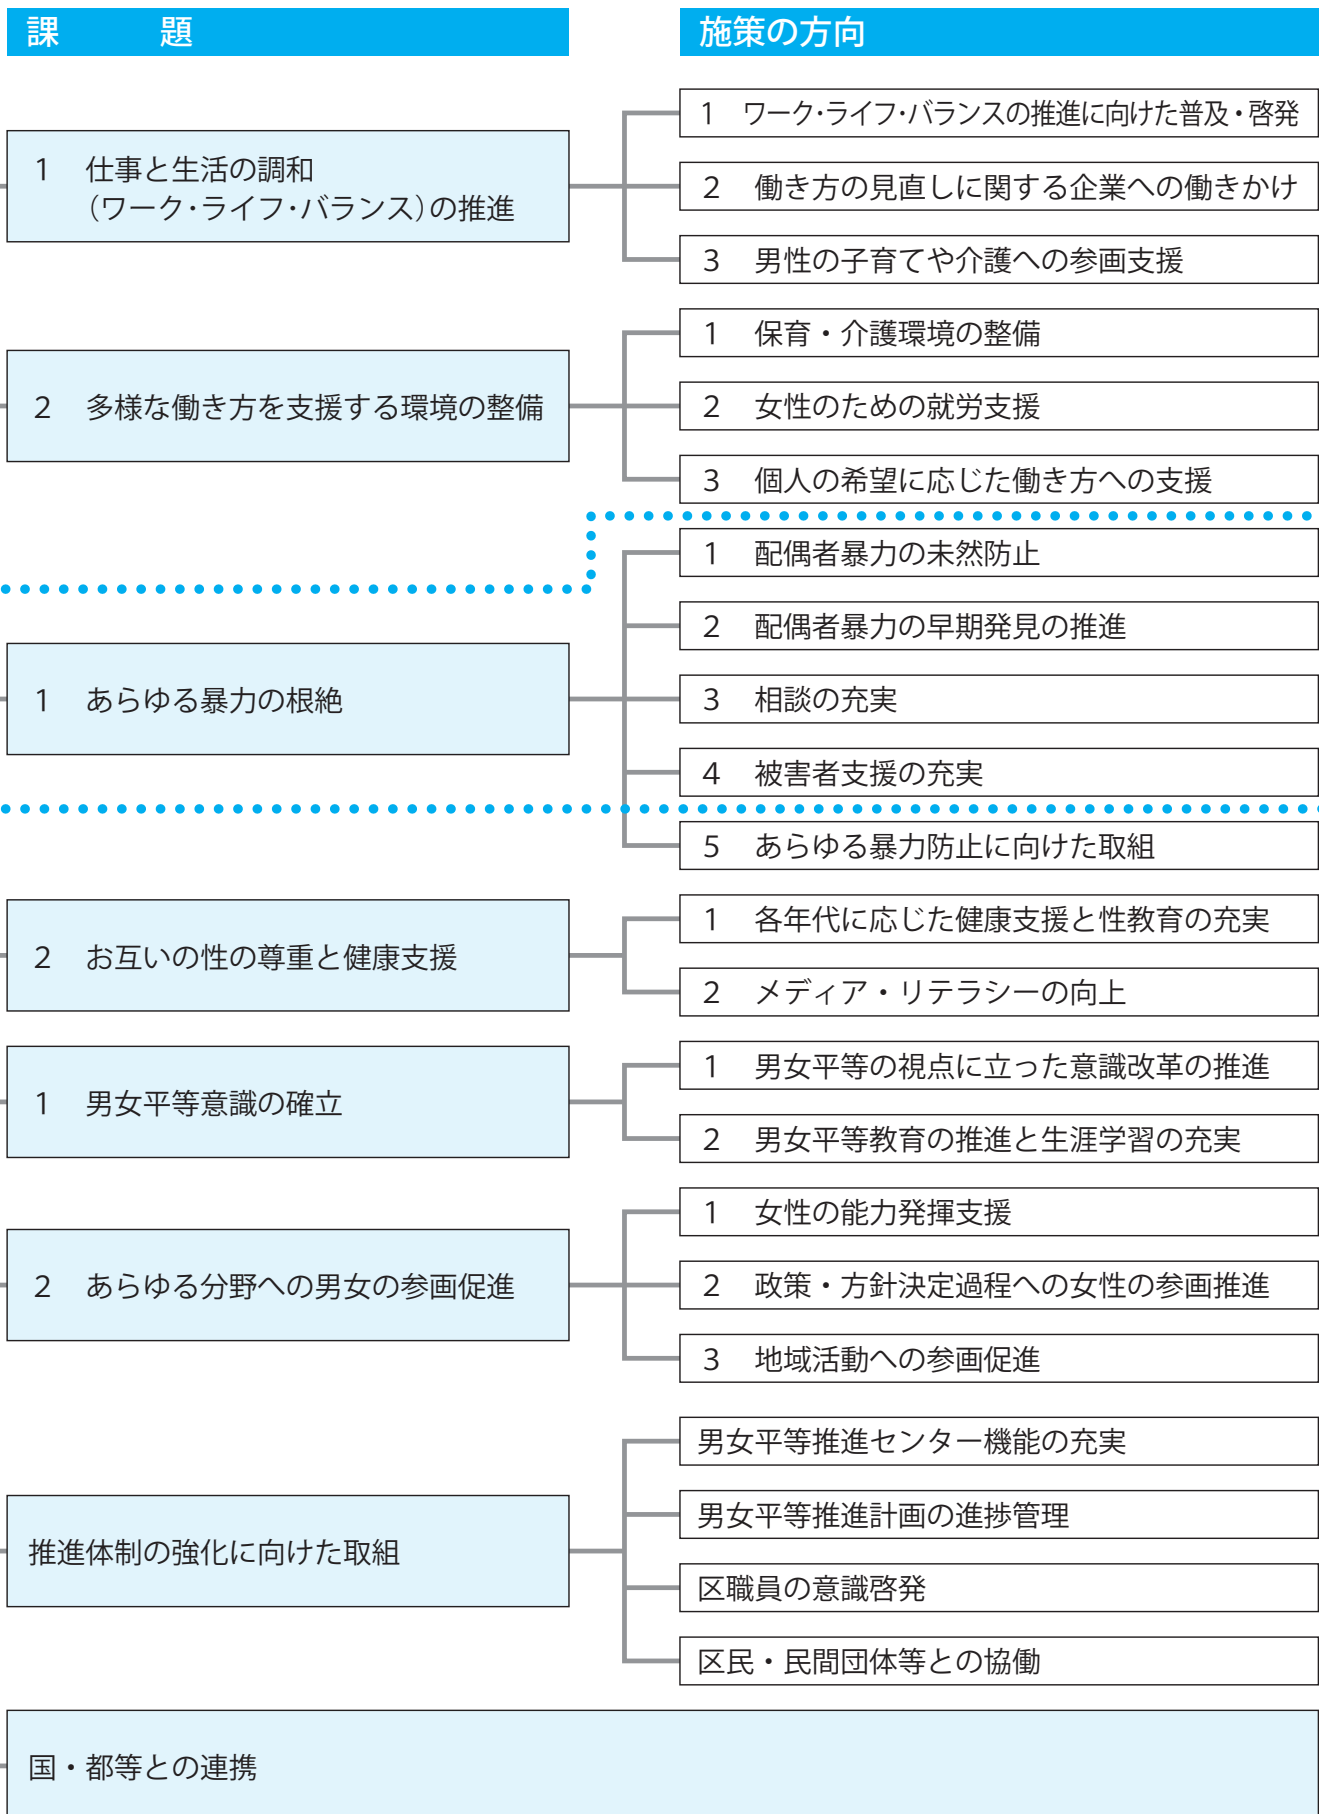 課　題
施策の方向
1　仕事と生活の調和
（ワーク・ライフ・バランス）の推進
1　ワーク・ライフ・バランスの推進に向けた普及・啓発
2　働き方の見直しに関する企業への働きかけ
3　男性の子育てや介護への参画支援
2　多様な働き方を支援する環境の整備
1　保育・介護環境の整備
2　女性のための就労支援
3　個人の希望に応じた働き方への支援
1　あらゆる暴力の根絶
1　配偶者暴力の未然防止
2　配偶者暴力の早期発見の推進
3　相談の充実
4　被害者支援の充実
5　あらゆる暴力防止に向けた取組
2　お互いの性の尊重と健康支援
1　各年代に応じた健康支援と性教育の充実
2　メディア・リテラシーの向上
1　男女平等意識の確立
1　男女平等の視点に立った意識改革の推進
2　男女平等教育の推進と生涯学習の充実
2　あらゆる分野への男女の参画促進
1　女性の能力発揮支援
2　政策・方針決定過程への女性の参画推進
3　地域活動への参画促進
推進体制の強化に向けた取組
男女平等推進センター機能の充実
男女平等推進計画の進捗管理
区職員の意識啓発
区民・民間団体等との協働
国・都等との連携